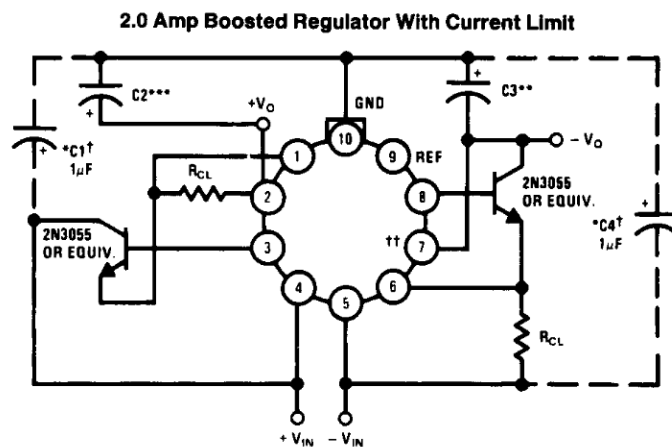 2.0 Amp Boosted Regulator With Current Limit
C2***
GND
C3**
+VO
− VO
*C1†
1µF
10
1
9
REF
RCL
2
8
2N3055
OR EQUIV.
2N3055
OR EQUIV.
*C4†
1µF
3
††
7
4
5
6
RCL
+ VIN
− VIN